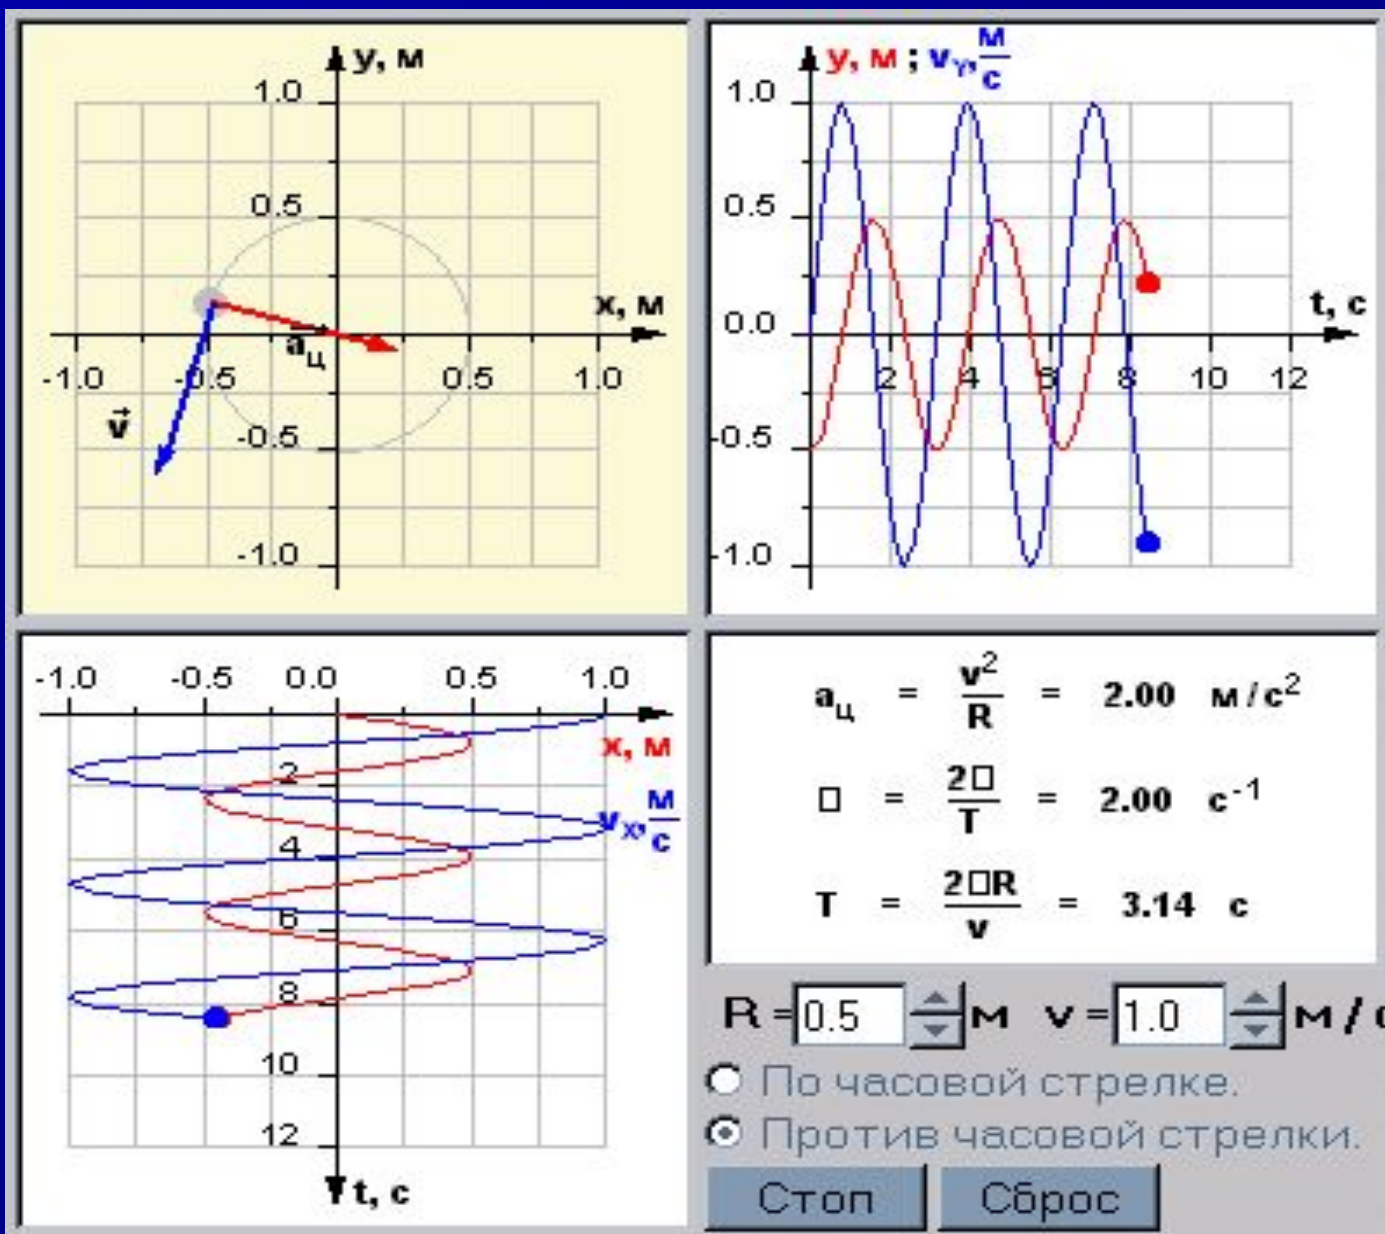 y, м
1.0
0.5
x, м
-1.0 -0.5 0.5 1.0
aц
v
-0.5
-1.0
y, м ; vY, м/с
1.0
0.5
0.0
t, с
2 4 6 8 10 12
-0.5
-1.0
-1.0 -0.5 0.0 0.5 1.0
x, м
2
vX, м/с
4
6
8
10
12
t, с
aц = v²/R = 2.00 м/с²
□ = 2□/T = 2.00 с⁻¹
T = 2□R/v = 3.14 с
R = 0.5 м v = 1.0 м / с
По часовой стрелке.
Против часовой стрелки.
Стоп Сброс